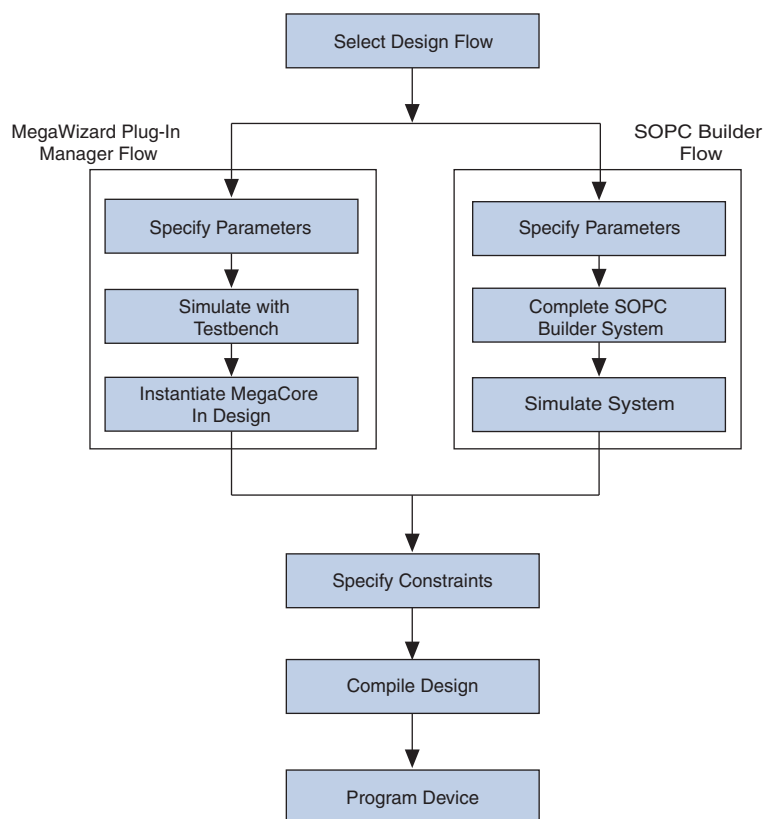 Select Design Flow
MegaWizard Plug-In
Manager Flow
SOPC Builder
Flow
Specify Parameters
Simulate with
Testbench
Instantiate MegaCore
In Design
Specify Parameters
Complete SOPC
Builder System
Simulate System
Specify Constraints
Compile Design
Program Device